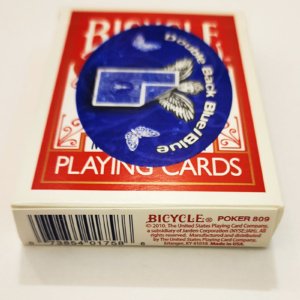 BICYCLE
Double Back Blue/Blue
PLAYING CARDS
BICYCLE® POKER 809
© 2010. The United States Playing Card Company,
a subsidiary of Jarden Corporation (NYSE:JAH). All
rights reserved. Manufactured and distributed
by The United States Playing Card Company,
Erlanger, KY 41018. Made in USA.